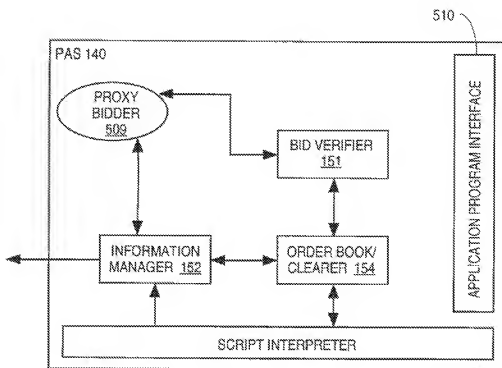 510
PAS 140
PROXY
BIDDER
509
BID VERIFIER
151
INFORMATION
MANAGER 152
ORDER BOOK/
CLEARER 154
APPLICATION PROGRAM INTERFACE
SCRIPT INTERPRETER